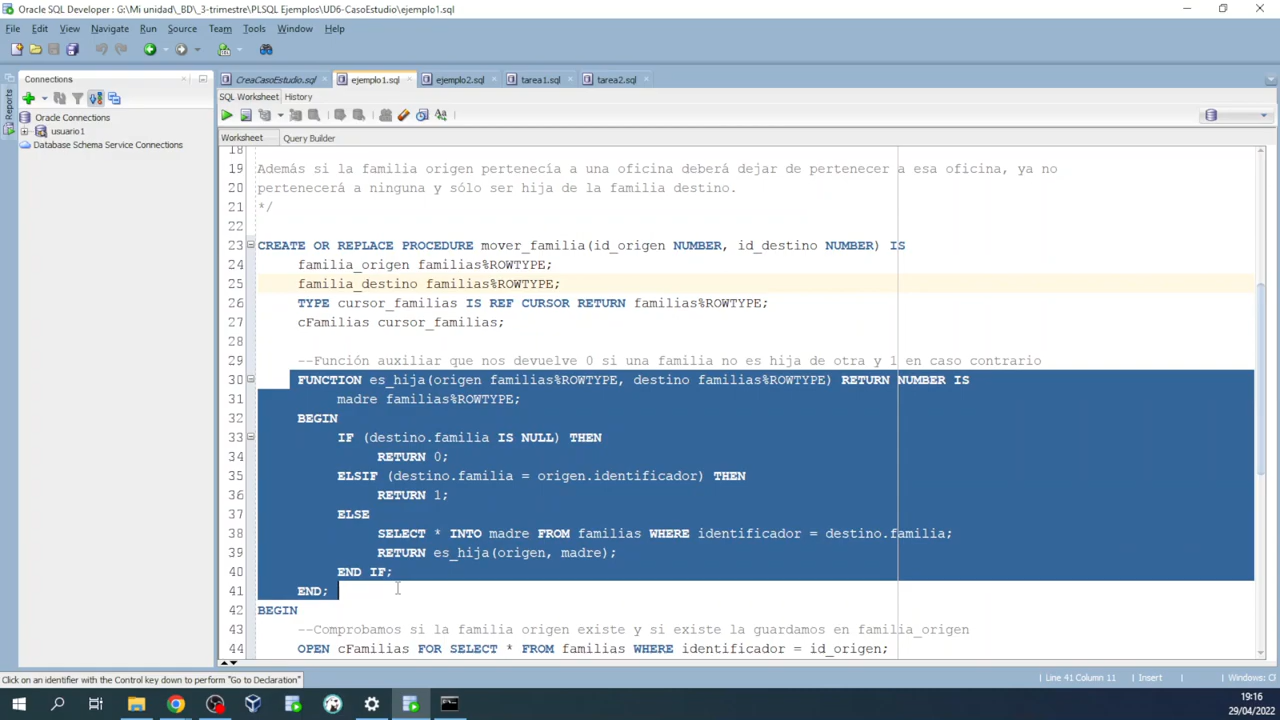 Oracle SQL Developer : G:\Mi unidad\_BD\_3-trimestre\PLSQL Ejemplos\UD6-CasoEstudio\ejemplo1.sql
File Edit View Navigate Run Source Team Tools Window Help
Connections
Reports
Oracle Connections
usuario1
Database Schema Service Connections
CreaCasoEstudio.sql ejemplo1.sql ejemplo2.sql tarea1.sql tarea2.sql
SQL Worksheet History
Worksheet Query Builder
18
19 Además si la familia origen pertenecía a una oficina deberá dejar de pertenecer a esa oficina, ya no
20 pertenecerá a ninguna y sólo ser hija de la familia destino.
21 */
22
23 CREATE OR REPLACE PROCEDURE mover_familia(id_origen NUMBER, id_destino NUMBER) IS
24 familia_origen familias%ROWTYPE;
25 familia_destino familias%ROWTYPE;
26 TYPE cursor_familias IS REF CURSOR RETURN familias%ROWTYPE;
27 cFamilias cursor_familias;
28
29 --Función auxiliar que nos devuelve 0 si una familia no es hija de otra y 1 en caso contrario
30 FUNCTION es_hija(origen familias%ROWTYPE, destino familias%ROWTYPE) RETURN NUMBER IS
31 madre familias%ROWTYPE;
32 BEGIN
33 IF (destino.familia IS NULL) THEN
34 RETURN 0;
35 ELSIF (destino.familia = origen.identificador) THEN
36 RETURN 1;
37 ELSE
38 SELECT * INTO madre FROM familias WHERE identificador = destino.familia;
39 RETURN es_hija(origen, madre);
40 END IF;
41 END;
42 BEGIN
43 --Comprobamos si la familia origen existe y si existe la guardamos en familia_origen
44 OPEN cFamilias FOR SELECT * FROM familias WHERE identificador = id_origen;
Click on an identifier with the Control key down to perform "Go to Declaration" Line 41 Column 11 Insert Windows: C
19:16
29/04/2022